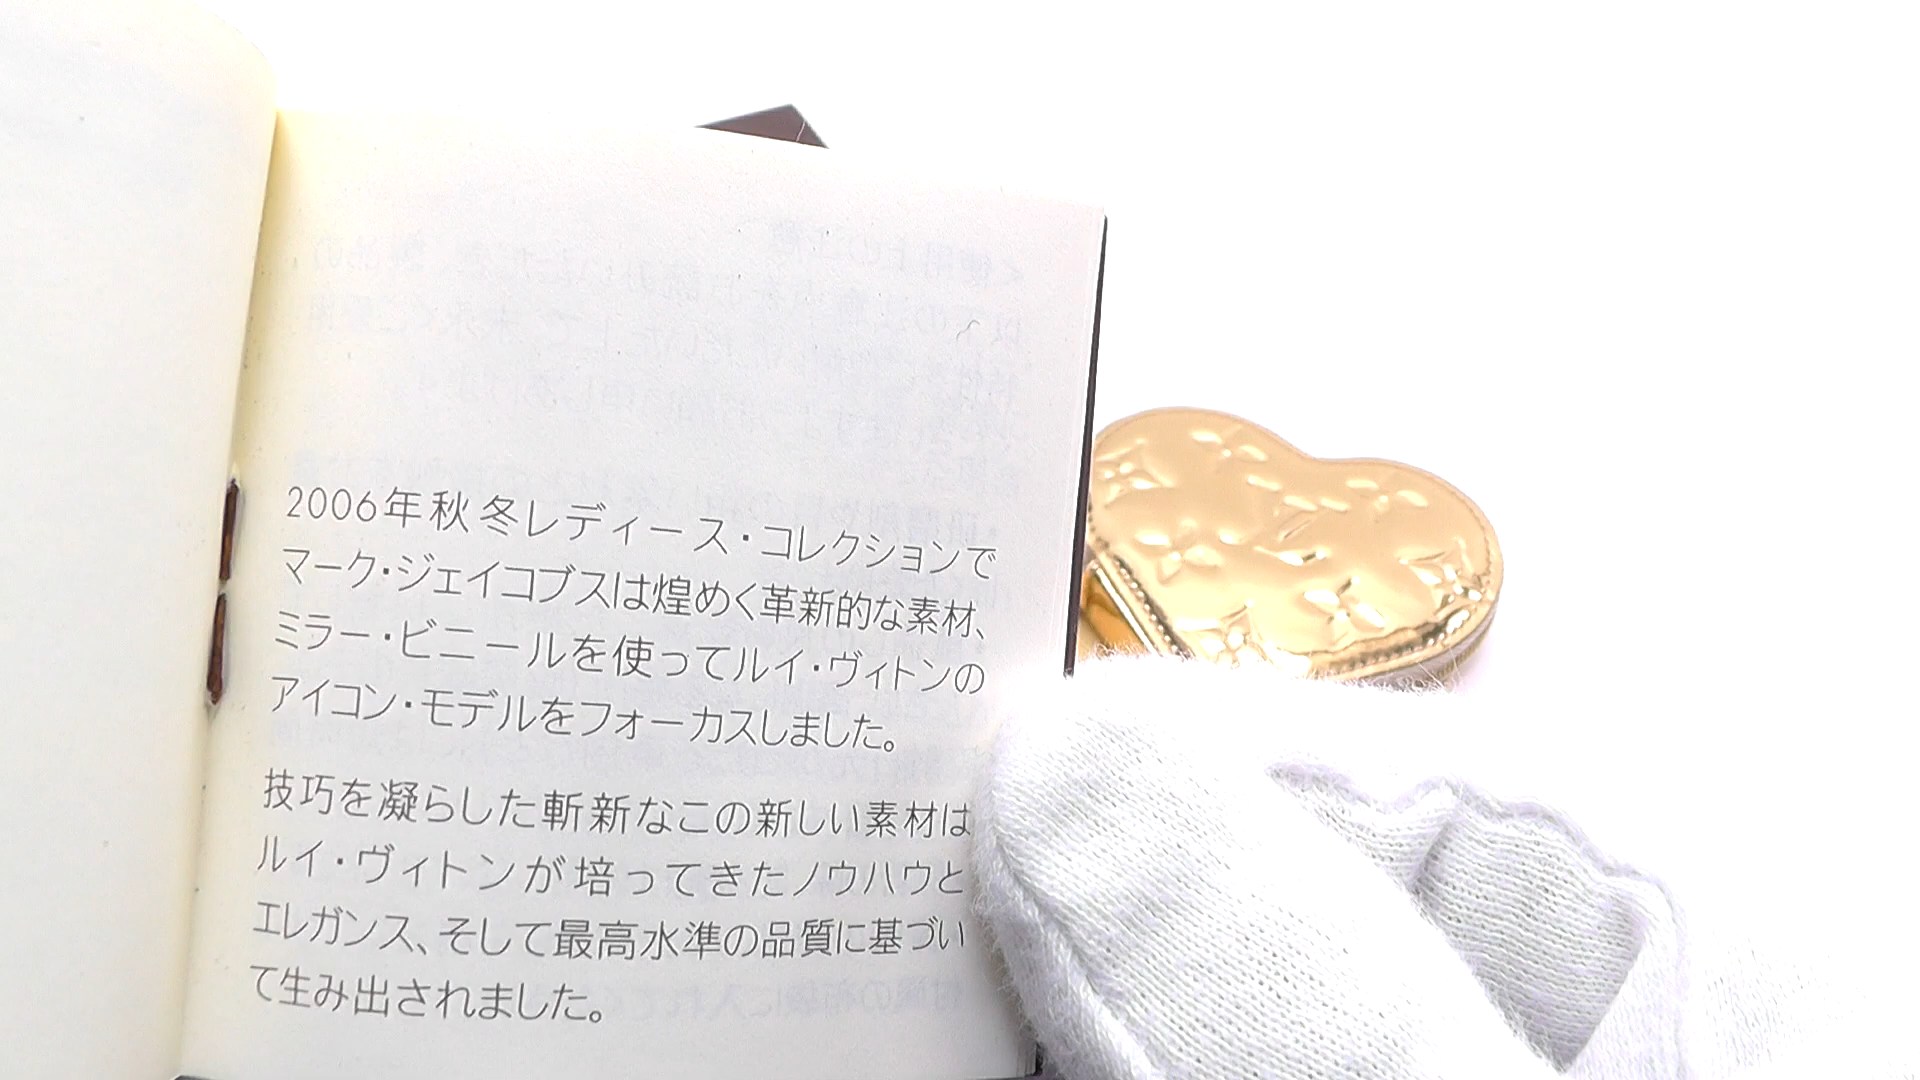 2006年秋冬レディース・コレクションで
マーク・ジェイコブスは煌めく革新的な素材、
ミラー・ビニールを使ってルイ・ヴィトンの
アイコン・モデルをフォーカスしました。
技巧を凝らした斬新なこの新しい素材は
ルイ・ヴィトンが培ってきたノウハウと
エレガンス、そして最高水準の品質に基づい
て生み出されました。